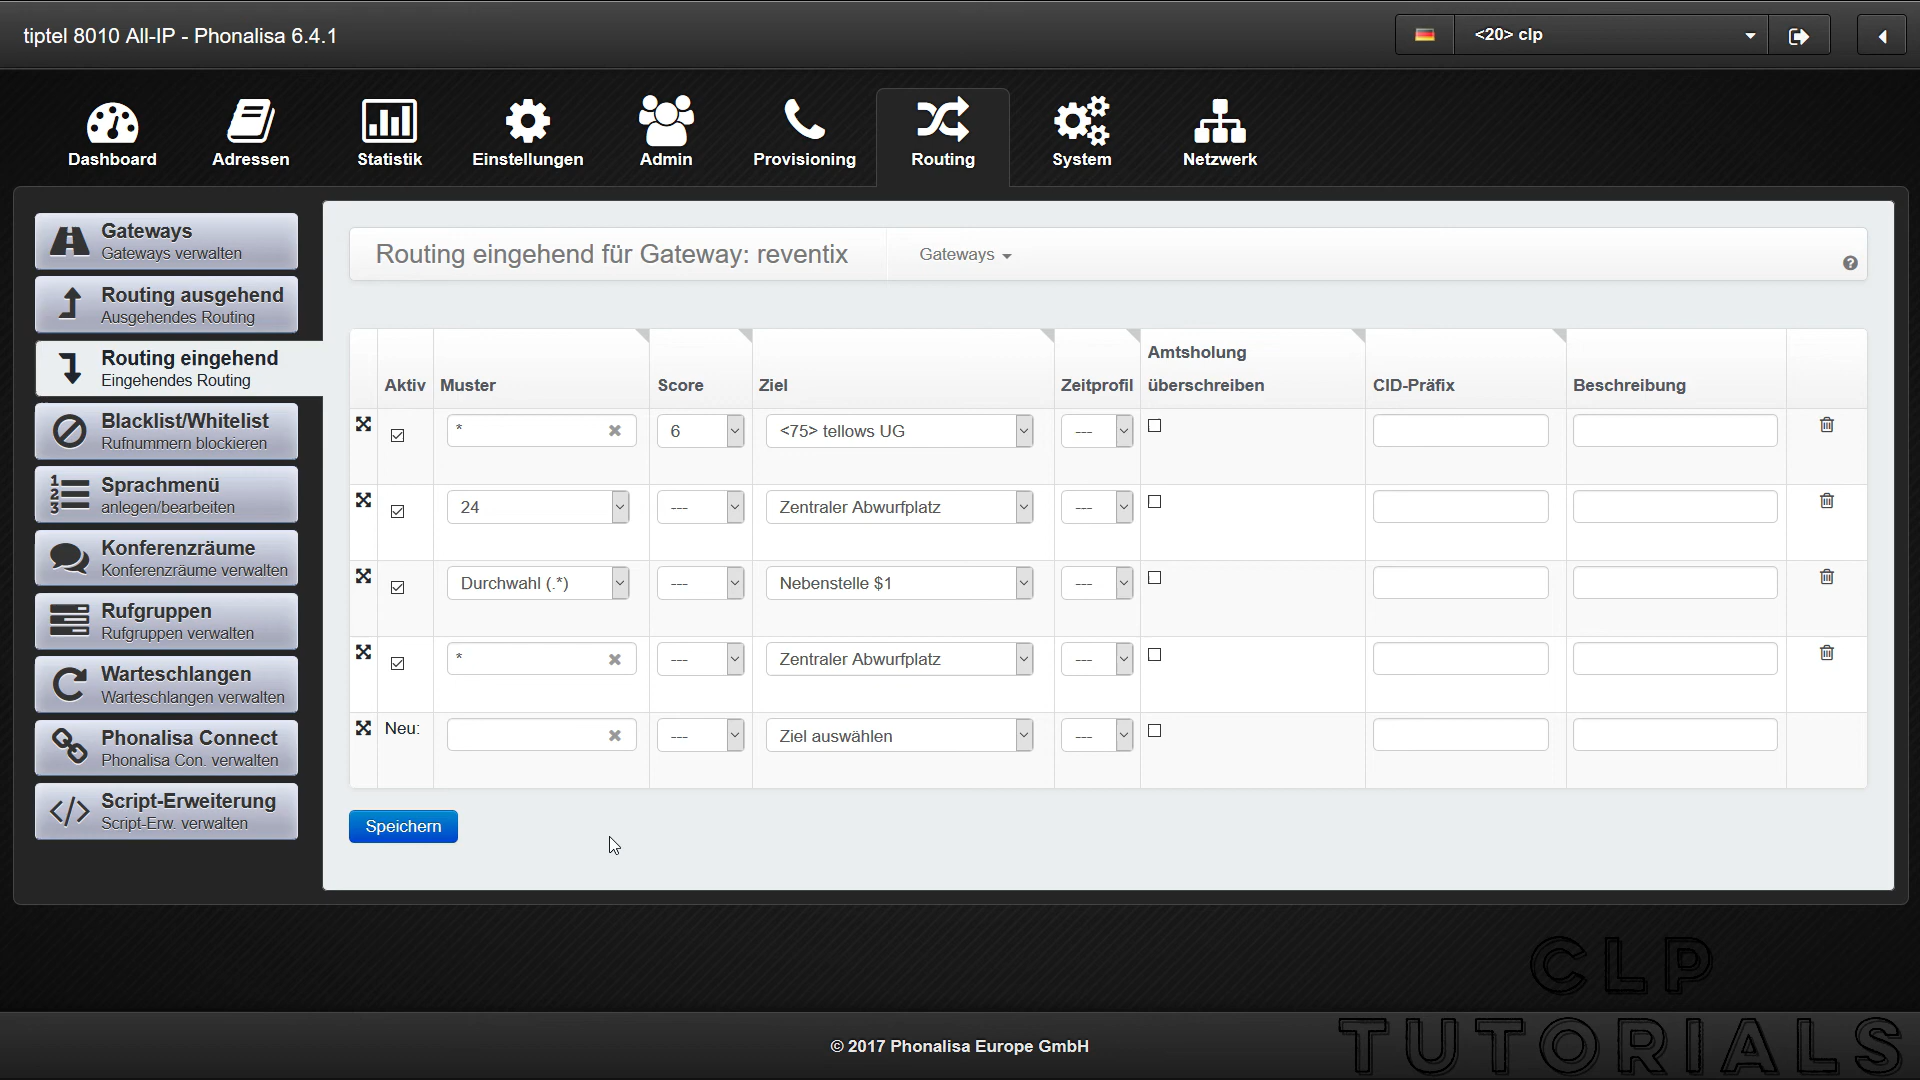 tiptel 8010 All-IP - Phonalisa 6.4.1
<20> clp
Dashboard
Adressen
Statistik
Einstellungen
Admin
Provisioning
Routing
System
Netzwerk
Gateways
Gateways verwalten
Routing ausgehend
Ausgehendes Routing
Routing eingehend
Eingehendes Routing
Blacklist/Whitelist
Rufnummern blockieren
Sprachmenü
anlegen/bearbeiten
Konferenzräume
Konferenzräume verwalten
Rufgruppen
Rufgruppen verwalten
Warteschlangen
Warteschlangen verwalten
Phonalisa Connect
Phonalisa Con. verwalten
Script-Erweiterung
Script-Erw. verwalten
Routing eingehend für Gateway: reventix
Gateways
Aktiv Muster Score Ziel Zeitprofil Amtsholung
überschreiben CID-Präfix Beschreibung
* 6 <75> tellows UG ---
24 --- Zentraler Abwurfplatz ---
Durchwahl (.*) --- Nebenstelle $1 ---
* --- Zentraler Abwurfplatz ---
Neu: --- Ziel auswählen ---
Speichern
CLP
TUTORIALS
© 2017 Phonalisa Europe GmbH